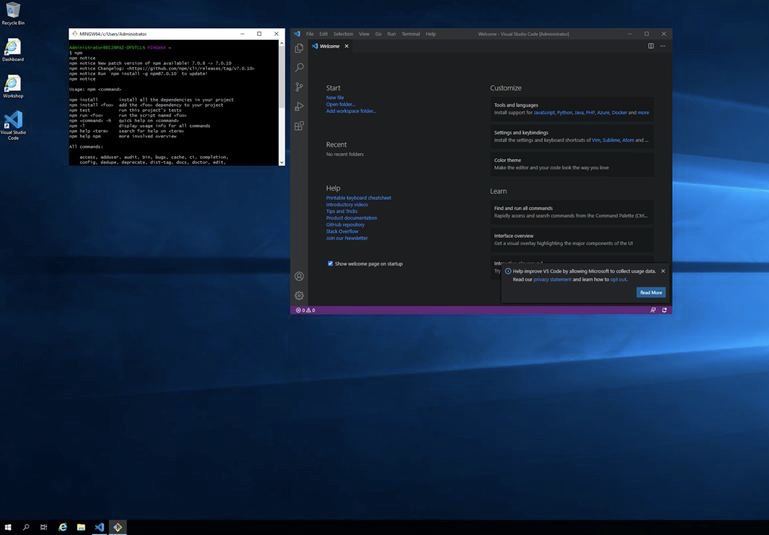 Recycle Bin
Dashboard
Workshop
Visual Studio
Code
MINGW64:/c/Users/Administrator
$ npm
npm notice
npm notice New patch version of npm available! 7.0.8 -> 7.0.10
npm notice Changelog: <https://github.com/npm/cli/releases/tag/v7.0.10>
npm notice Run npm install -g npm@7.0.10 to update!
npm notice
Usage: npm <command>
npm install install all the dependencies in your project
npm install <foo> add the <foo> dependency to your project
npm test run this project's tests
npm run <foo> run the script named <foo>
npm <command> -h quick help on <command>
npm -l display usage info for all commands
npm help <term> search for help on <term>
npm help npm more involved overview
All commands:
access, adduser, audit, bin, bugs, cache, ci, completion,
config, dedupe, deprecate, dist-tag, docs, doctor, edit,
File Edit Selection View Go Run Terminal Help
Welcome - Visual Studio Code [Administrator]
Welcome
Start
New file
Open folder...
Add workspace folder...
Recent
No recent folders
Help
Printable keyboard cheatsheet
Introductory videos
Tips and Tricks
Product documentation
GitHub repository
Stack Overflow
Join our Newsletter
Show welcome page on startup
Customize
Tools and languages
Install support for JavaScript, Python, Java, PHP, Azure, Docker and more
Settings and keybindings
Install the settings and keyboard shortcuts of Vim, Sublime, Atom and ...
Color theme
Make the editor and your code look the way you love
Learn
Find and run all commands
Rapidly access and search commands from the Command Palette (Ctrl...
Interface overview
Get a visual overlay highlighting the major components of the UI
Try
Help improve VS Code by allowing Microsoft to collect usage data.
Read our privacy statement and learn how to opt out.
Read More
0 0